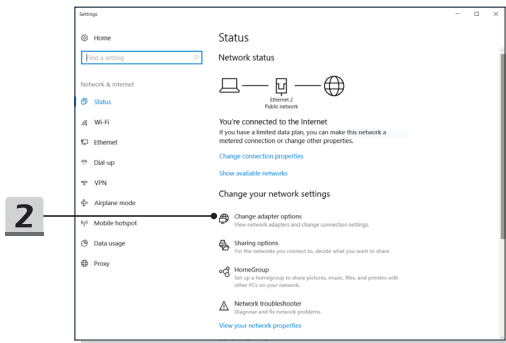 Settings
Home
Status
Find a setting
Network status
Network & Internet
Ethernet 2
Public network
Status
Wi-Fi
Ethernet
Dial-up
VPN
Airplane mode
Mobile hotspot
Data usage
Proxy
You're connected to the Internet
If you have a limited data plan, you can make this network a
metered connection or change other properties.
Change connection properties
Show available networks
Change your network settings
2
Change adapter options
View network adapters and change connection settings.
Sharing options
For the networks you connect to, decide what you want to share.
HomeGroup
Set up a homegroup to share pictures, music, files, and printers with
other PCs on your network.
Network troubleshooter
Diagnose and fix network problems.
View your network properties